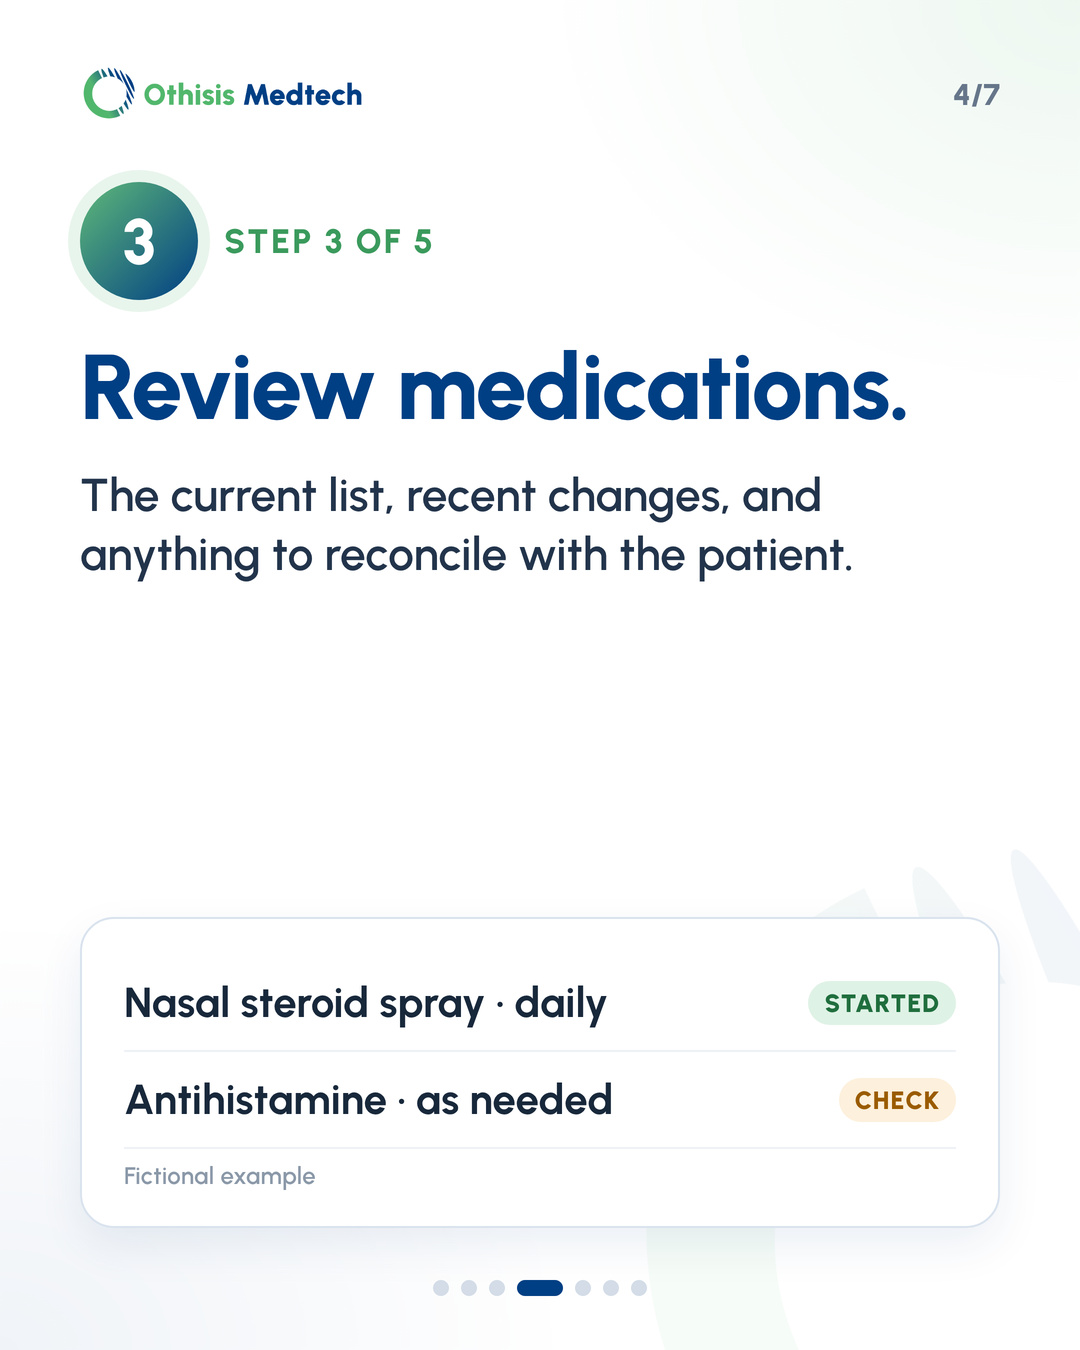 Othisis Medtech
4/7
3
STEP 3 OF 5
Review medications.
The current list, recent changes, and
anything to reconcile with the patient.
Nasal steroid spray · daily
STARTED
Antihistamine · as needed
CHECK
Fictional example